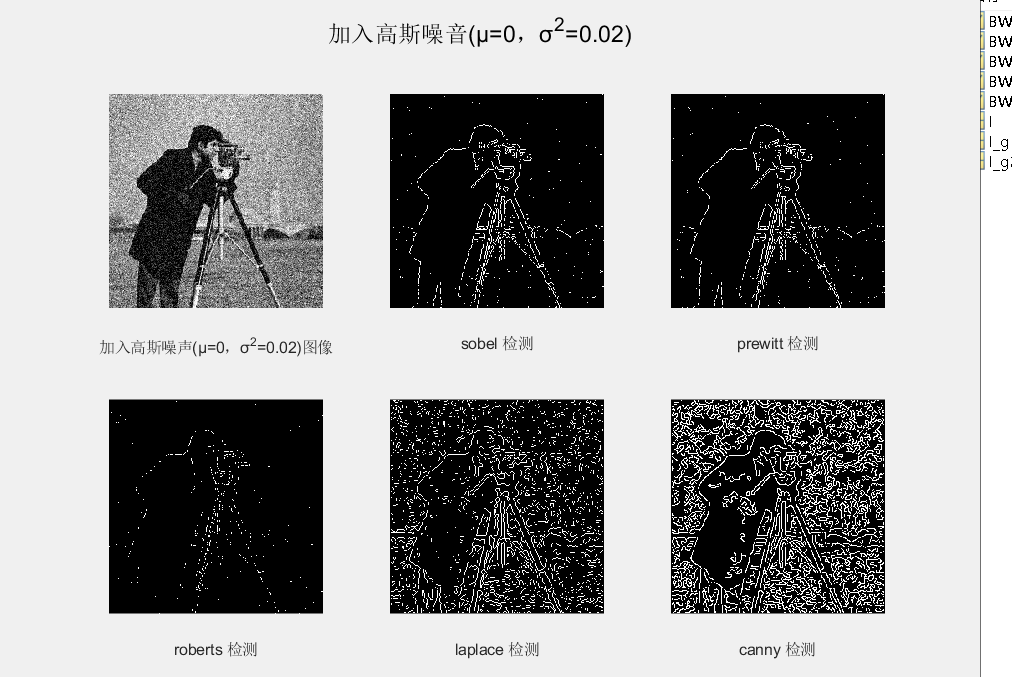 加入高斯噪音(μ=0，σ²=0.02)
BW
BW
BW
BW
BW
I
I_g
加入高斯噪声(μ=0，σ²=0.02)图像
sobel 检测
prewitt 检测
roberts 检测
laplace 检测
canny 检测